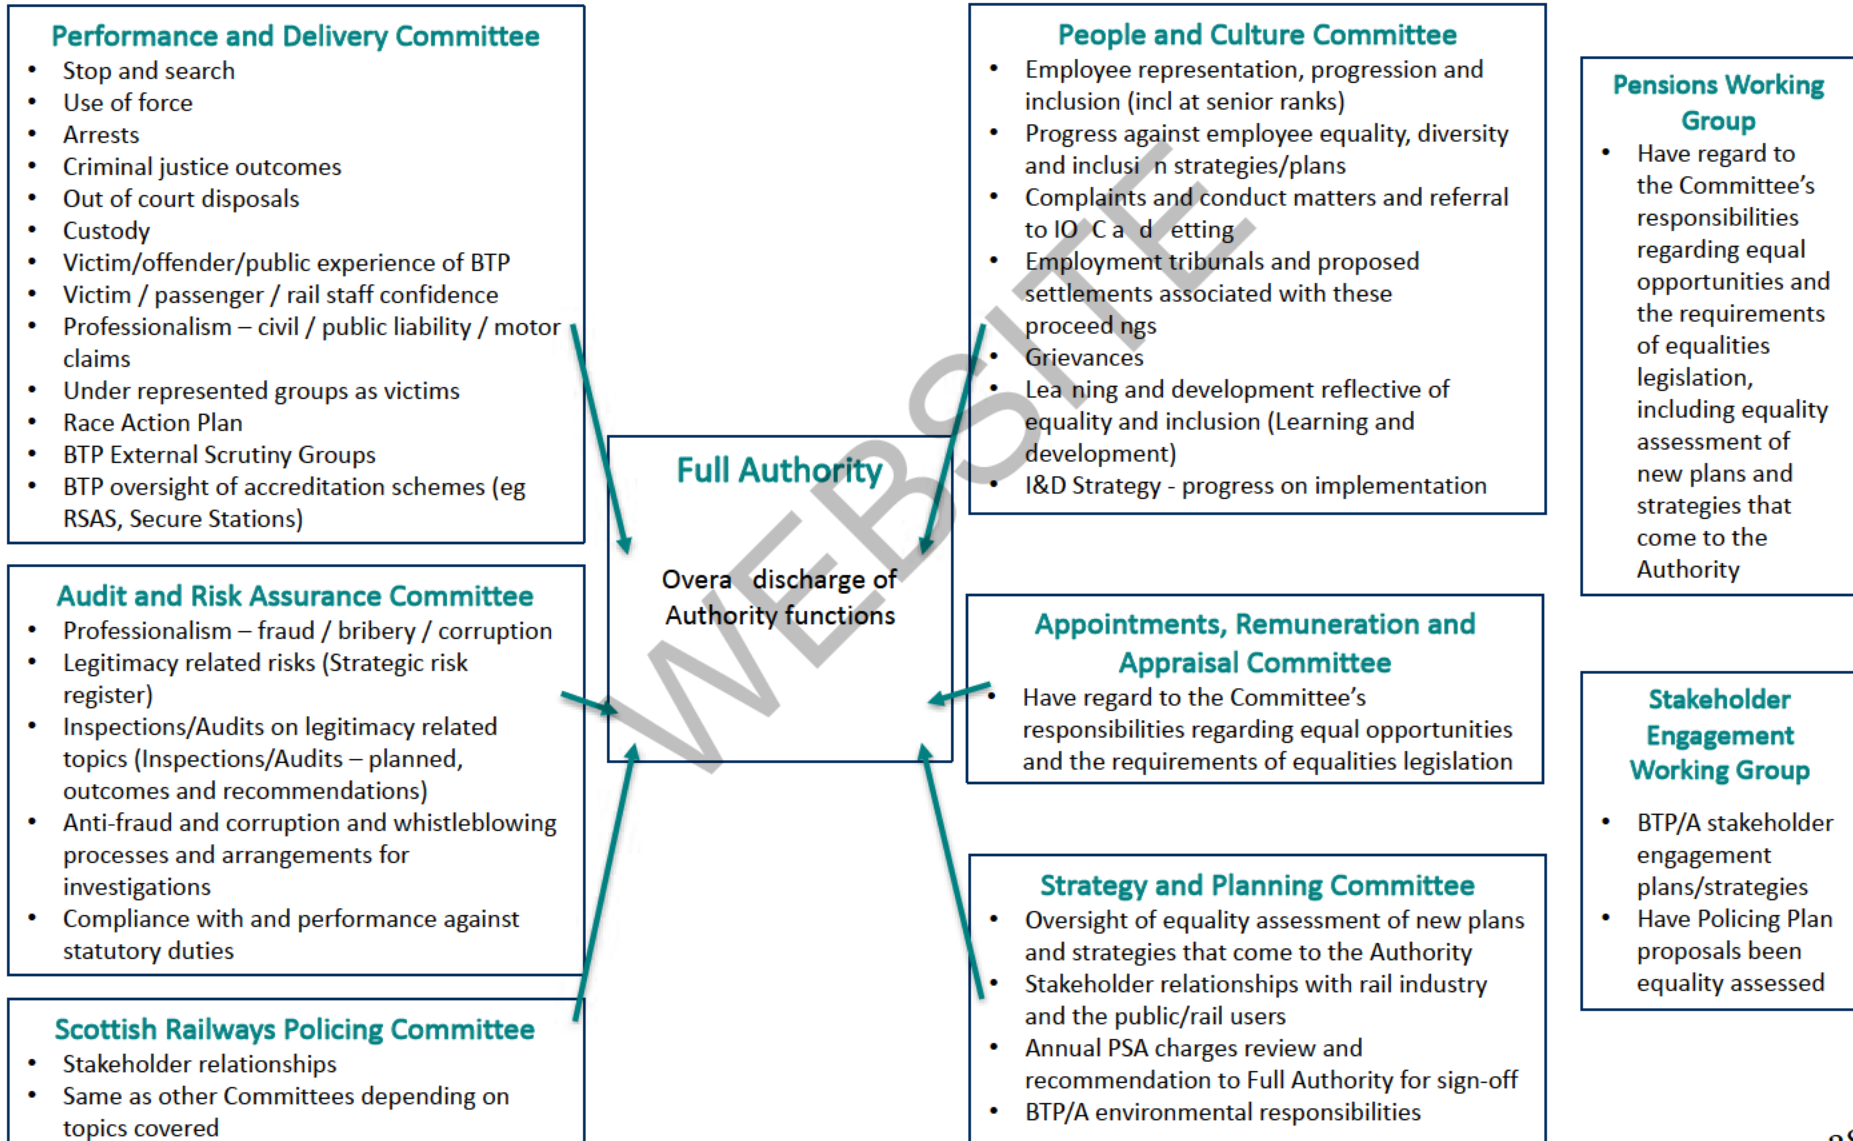 Performance and Delivery Committee
• Stop and search
• Use of force
• Arrests
• Criminal justice outcomes
• Out of court disposals
• Custody
• Victim/offender/public experience of BTP
• Victim / passenger / rail staff confidence
• Professionalism – civil / public liability / motor
claims
• Under represented groups as victims
• Race Action Plan
• BTP External Scrutiny Groups
• BTP oversight of accreditation schemes (eg
RSAS, Secure Stations)
Audit and Risk Assurance Committee
• Professionalism – fraud / bribery / corruption
• Legitimacy related risks (Strategic risk
register)
• Inspections/Audits on legitimacy related
topics (Inspections/Audits – planned,
outcomes and recommendations)
• Anti-fraud and corruption and whistleblowing
processes and arrangements for
investigations
• Compliance with and performance against
statutory duties
Scottish Railways Policing Committee
• Stakeholder relationships
• Same as other Committees depending on
topics covered
Full Authority
Overa discharge of
Authority functions
WEBSITE
People and Culture Committee
• Employee representation, progression and
inclusion (incl at senior ranks)
• Progress against employee equality, diversity
and inclusi n strategies/plans
• Complaints and conduct matters and referral
to IO C a d etting
• Employment tribunals and proposed
settlements associated with these
proceed ngs
• Grievances
• Lea ning and development reflective of
equality and inclusion (Learning and
development)
• I&D Strategy - progress on implementation
Appointments, Remuneration and
Appraisal Committee
• Have regard to the Committee's
responsibilities regarding equal opportunities
and the requirements of equalities legislation
Strategy and Planning Committee
• Oversight of equality assessment of new plans
and strategies that come to the Authority
• Stakeholder relationships with rail industry
and the public/rail users
• Annual PSA charges review and
recommendation to Full Authority for sign-off
• BTP/A environmental responsibilities
Pensions Working
Group
• Have regard to
the Committee's
responsibilities
regarding equal
opportunities and
the requirements
of equalities
legislation,
including equality
assessment of
new plans and
strategies that
come to the
Authority
Stakeholder
Engagement
Working Group
• BTP/A stakeholder
engagement
plans/strategies
• Have Policing Plan
proposals been
equality assessed